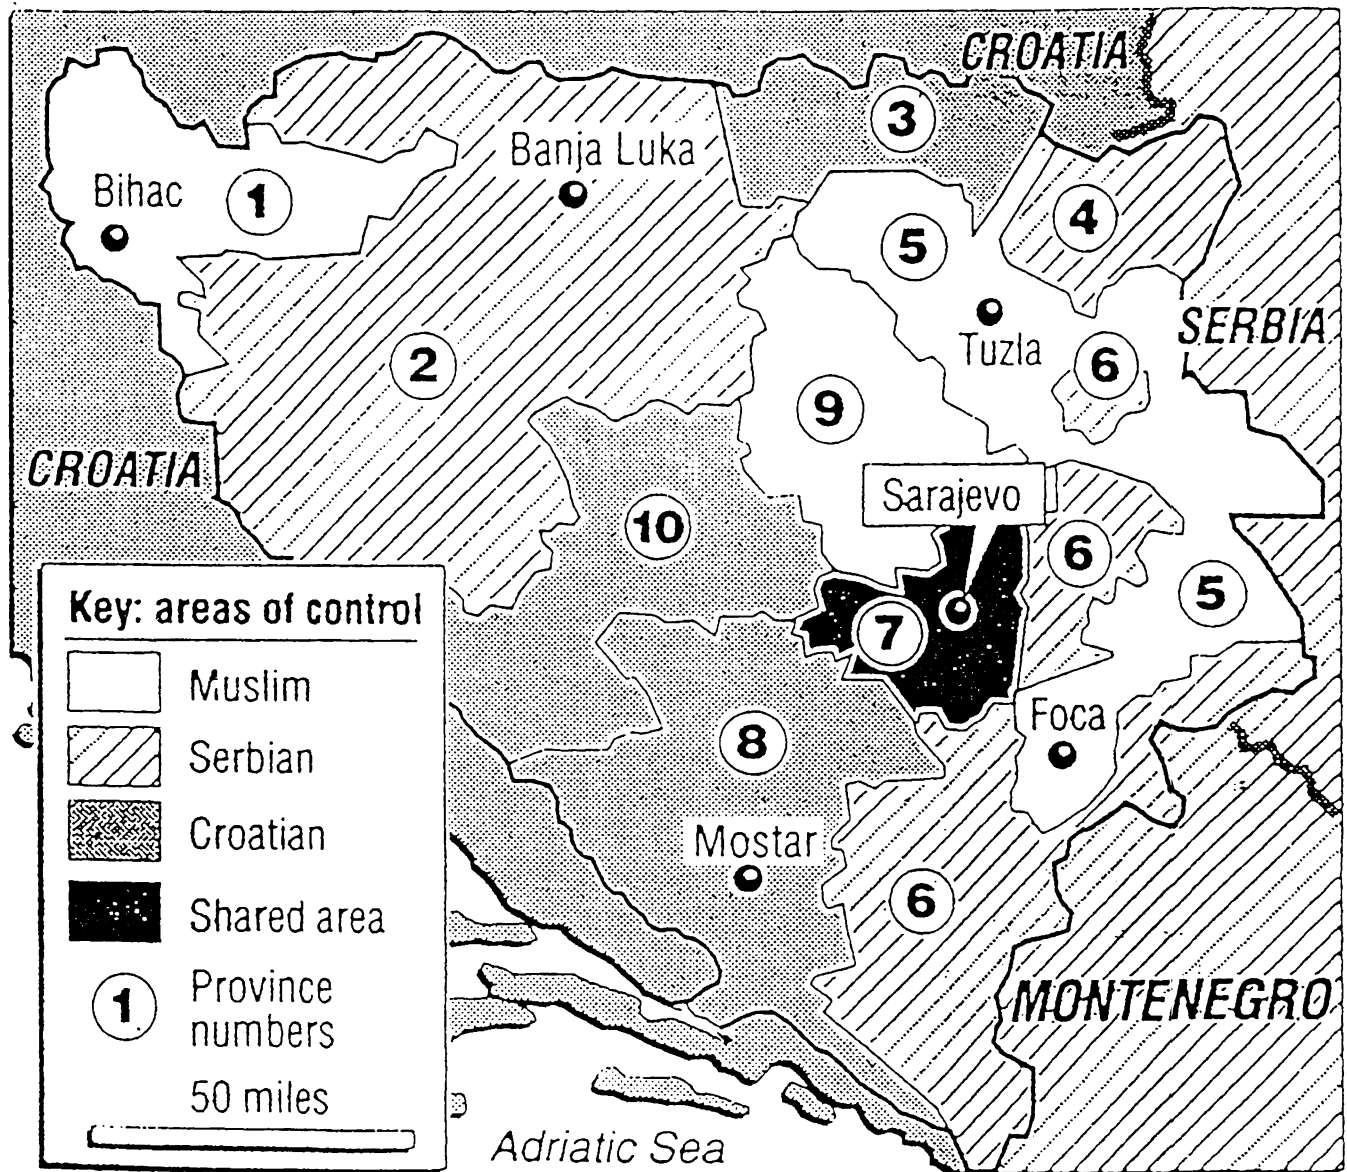 CROATIA
3
Banja Luka
Bihac
1
4
5
SERBIA
Tuzla
2
6
9
CROATIA
Sarajevo
10
6
5
7
Foca
8
Mostar
6
MONTENEGRO
Adriatic Sea
Key: areas of control
Muslim
Serbian
Croatian
Shared area
1
Province
numbers
50 miles